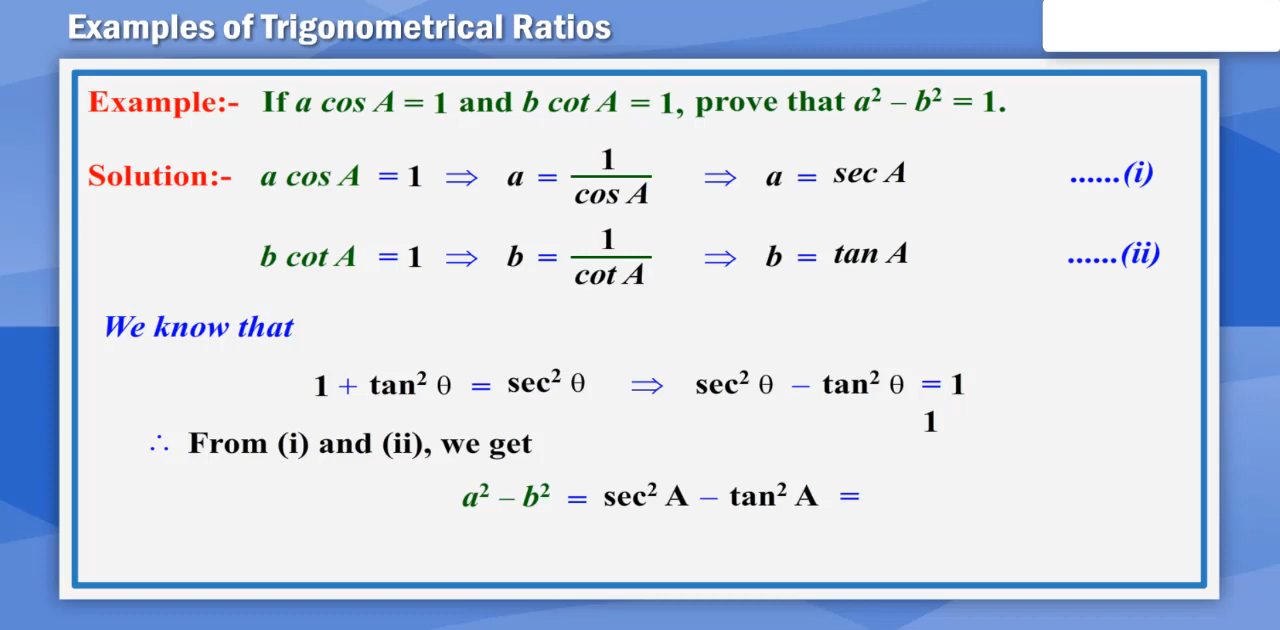 Examples of Trigonometrical Ratios
Example:- If a cos A = 1 and b cot A = 1, prove that a² – b² = 1.
Solution:- a cos A = 1 ⇒ a = 1/cos A ⇒ a = sec A ......(i)
b cot A = 1 ⇒ b = 1/cot A ⇒ b = tan A ......(ii)
We know that
1 + tan² θ = sec² θ ⇒ sec² θ – tan² θ = 1
1
∴ From (i) and (ii), we get
a² – b² = sec² A – tan² A =